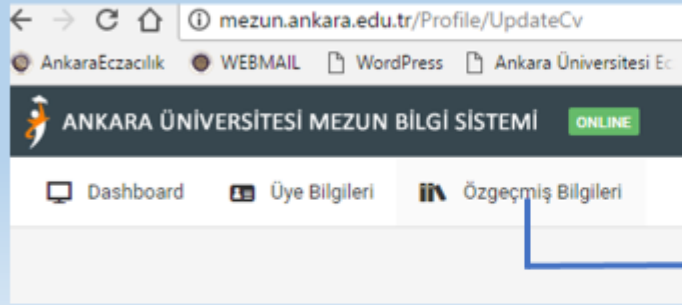 mezun.ankara.edu.tr/Profile/UpdateCv
AnkaraEczacılık WEBMAIL WordPress Ankara Üniversitesi Ec
ANKARA ÜNİVERSİTESİ MEZUN BİLGİ SİSTEMİ ONLINE
Dashboard Üye Bilgileri Özgeçmiş Bilgileri